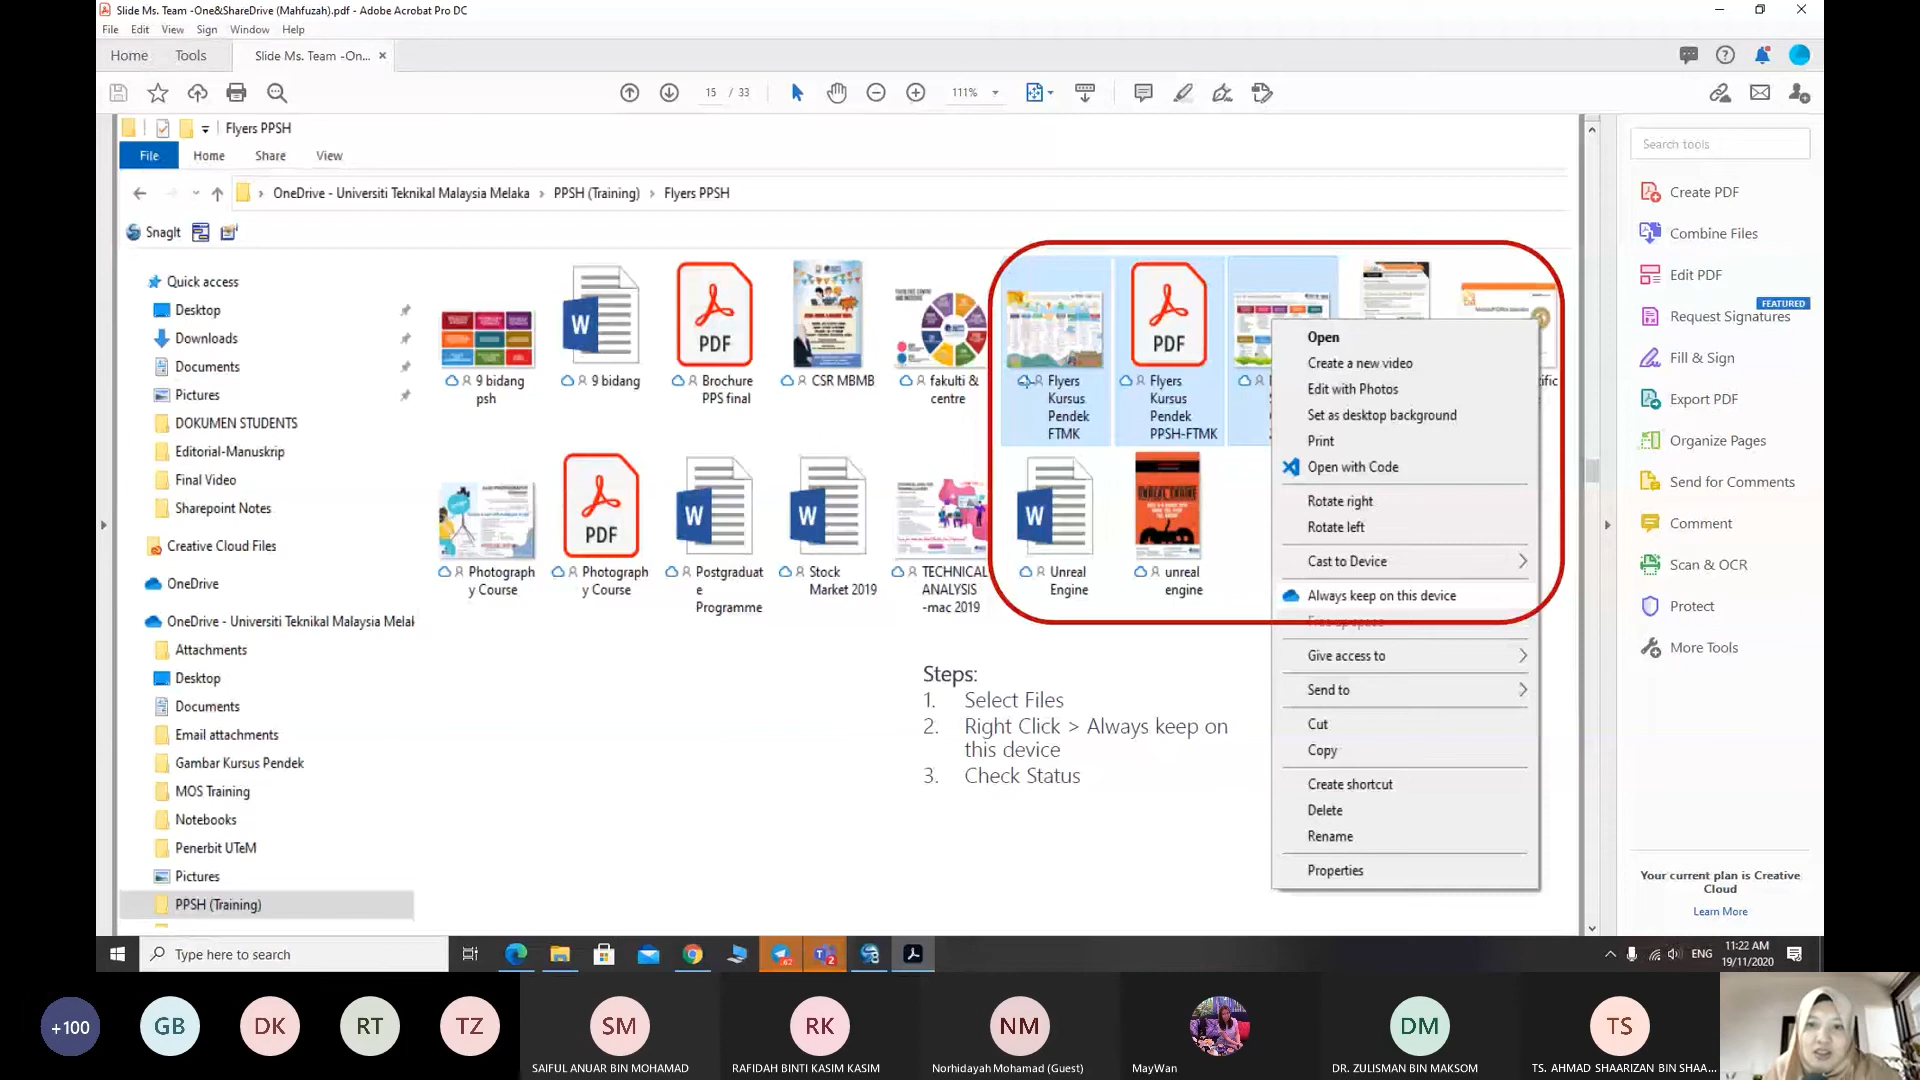 Slide Ms. Team -One&ShareDrive (Mahfuzah).pdf - Adobe Acrobat Pro DC
File Edit View Sign Window Help
Home Tools Slide Ms. Team -On... ×
15 / 33 111%
Flyers PPSH
File Home Share View
OneDrive - Universiti Teknikal Malaysia Melaka › PPSH (Training) › Flyers PPSH
SnagIt
Quick access
Desktop
Downloads
Documents
Pictures
DOKUMEN STUDENTS
Editorial-Manuskrip
Final Video
Sharepoint Notes
Creative Cloud Files
OneDrive
OneDrive - Universiti Teknikal Malaysia Melak
Attachments
Desktop
Documents
Email attachments
Gambar Kursus Pendek
MOS Training
Notebooks
Penerbit UTeM
Pictures
PPSH (Training)
9 bidang
psh
9 bidang
PDF
Brochure
PPS final
CSR MBMB
fakulti &
centre
Flyers
Kursus
Pendek
FTMK
PDF
Flyers
Kursus
Pendek
PPSH-FTMK
Photograph
y Course
PDF
Photograph
y Course
Postgraduat
e
Programme
Stock
Market 2019
TECHNICAL
ANALYSIS
-mac 2019
Unreal
Engine
unreal
engine
Open
Create a new video
Edit with Photos
Set as desktop background
Print
Open with Code
Rotate right
Rotate left
Cast to Device
Always keep on this device
Free up space
Give access to
Send to
Cut
Copy
Create shortcut
Delete
Rename
Properties
Steps:
1. Select Files
2. Right Click > Always keep on
this device
3. Check Status
Search tools
Create PDF
Combine Files
Edit PDF
FEATURED
Request Signatures
Fill & Sign
Export PDF
Organize Pages
Send for Comments
Comment
Scan & OCR
Protect
More Tools
Your current plan is Creative
Cloud
Learn More
Type here to search
62
2
ENG
11:22 AM
19/11/2020
+100
GB
DK
RT
TZ
SM
SAIFUL ANUAR BIN MOHAMAD
RK
RAFIDAH BINTI KASIM KASIM
NM
Norhidayah Mohamad (Guest)
MayWan
DM
DR. ZULISMAN BIN MAKSOM
TS
TS. AHMAD SHAARIZAN BIN SHAA...